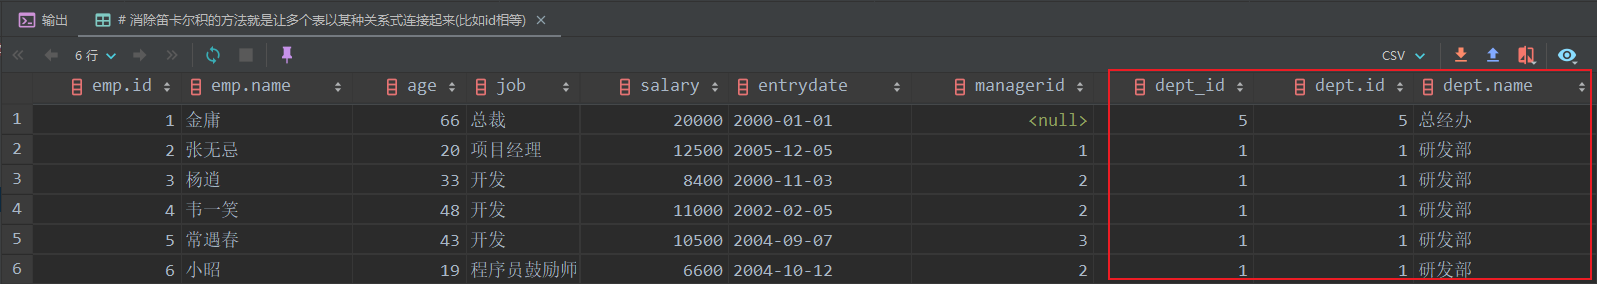 输出 # 消除笛卡尔积的方法就是让多个表以某种关系式连接起来(比如id相等) ×
6 行 CSV
emp.id emp.name age job salary entrydate managerid dept_id dept.id dept.name
1 1 金庸 66 总裁 20000 2000-01-01 <null> 5 5 总经办
2 2 张无忌 20 项目经理 12500 2005-12-05 1 1 1 研发部
3 3 杨逍 33 开发 8400 2000-11-03 2 1 1 研发部
4 4 韦一笑 48 开发 11000 2002-02-05 2 1 1 研发部
5 5 常遇春 43 开发 10500 2004-09-07 3 1 1 研发部
6 6 小昭 19 程序员鼓励师 6600 2004-10-12 2 1 1 研发部